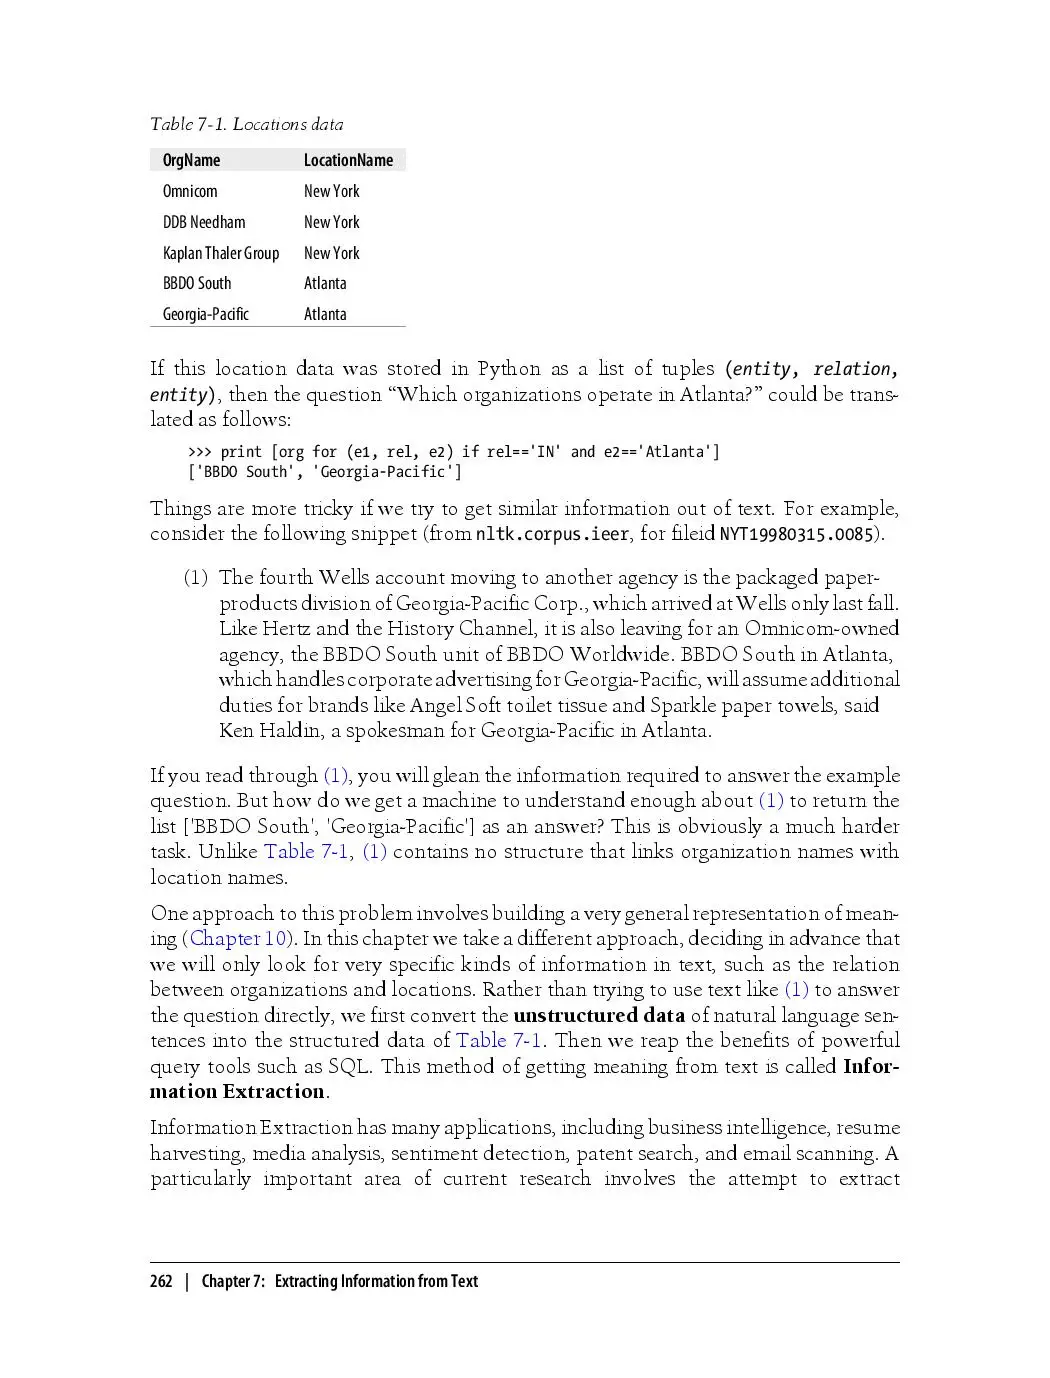 Table 7-1. Locations data
OrgName LocationName
Omnicom New York
DDB Needham New York
Kaplan Thaler Group New York
BBDO South Atlanta
Georgia-Pacific Atlanta
If this location data was stored in Python as a list of tuples (entity, relation,
entity), then the question “Which organizations operate in Atlanta?” could be trans-
lated as follows:
>>> print [org for (e1, rel, e2) if rel=='IN' and e2=='Atlanta']
['BBDO South', 'Georgia-Pacific']
Things are more tricky if we try to get similar information out of text. For example,
consider the following snippet (from nltk.corpus.ieer, for fileid NYT19980315.0085).
(1) The fourth Wells account moving to another agency is the packaged paper-
products division of Georgia-Pacific Corp., which arrived at Wells only last fall.
Like Hertz and the History Channel, it is also leaving for an Omnicom-owned
agency, the BBDO South unit of BBDO Worldwide. BBDO South in Atlanta,
which handles corporate advertising for Georgia-Pacific, will assume additional
duties for brands like Angel Soft toilet tissue and Sparkle paper towels, said
Ken Haldin, a spokesman for Georgia-Pacific in Atlanta.
If you read through (1), you will glean the information required to answer the example
question. But how do we get a machine to understand enough about (1) to return the
list ['BBDO South', 'Georgia-Pacific'] as an answer? This is obviously a much harder
task. Unlike Table 7-1, (1) contains no structure that links organization names with
location names.
One approach to this problem involves building a very general representation of mean-
ing (Chapter 10). In this chapter we take a different approach, deciding in advance that
we will only look for very specific kinds of information in text, such as the relation
between organizations and locations. Rather than trying to use text like (1) to answer
the question directly, we first convert the unstructured data of natural language sen-
tences into the structured data of Table 7-1. Then we reap the benefits of powerful
query tools such as SQL. This method of getting meaning from text is called Infor-
mation Extraction.
Information Extraction has many applications, including business intelligence, resume
harvesting, media analysis, sentiment detection, patent search, and email scanning. A
particularly important area of current research involves the attempt to extract
262 | Chapter 7: Extracting Information from Text